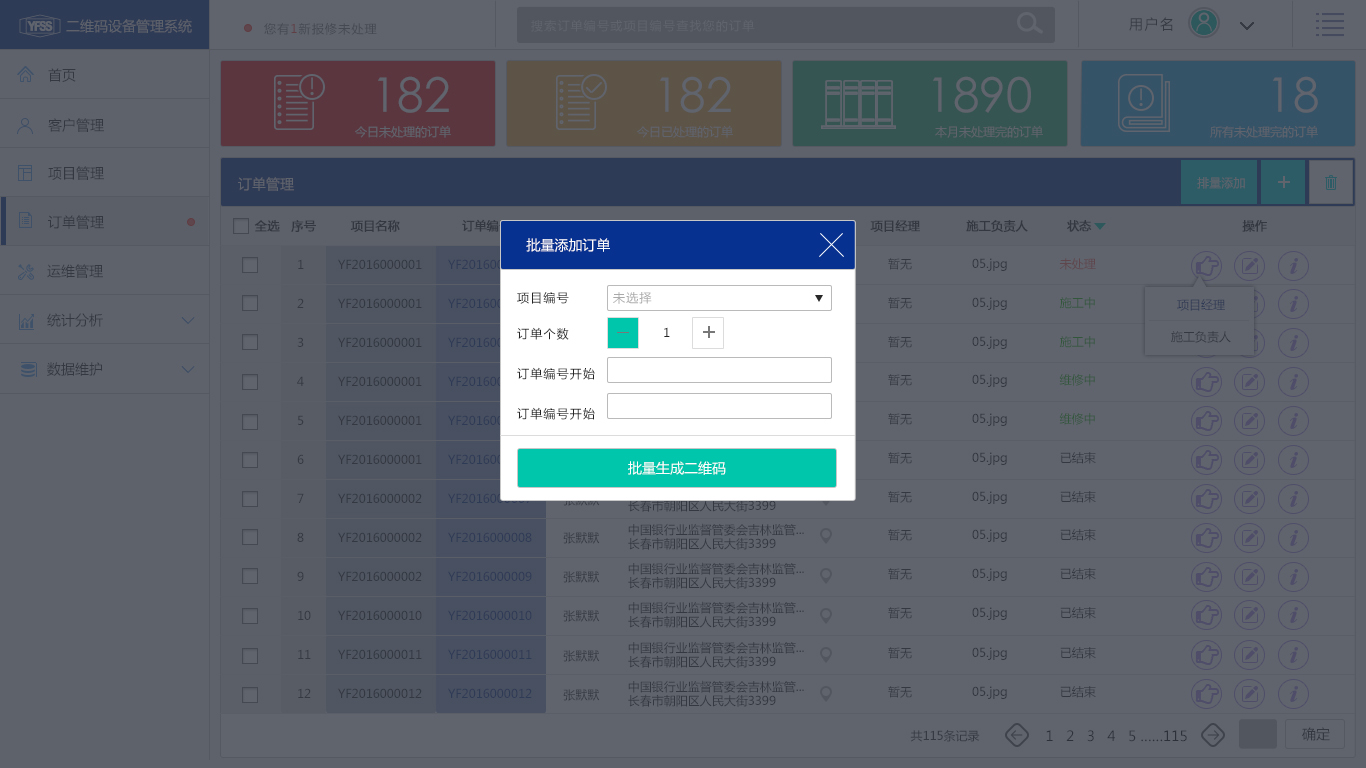 YFSS 二维码设备管理系统
您有1新报修未处理
搜索订单编号或项目编号查找您的订单
用户名
首页
客户管理
项目管理
订单管理
运维管理
统计分析
数据维护
182
今日未处理的订单
182
今日已处理的订单
1890
本月未处理完的订单
18
所有未处理完的订单
订单管理
排量添加
+
全选 序号 项目名称 订单编 项目经理 施工负责人 状态 操作
1 YF2016000001 YF20160 暂无 05.jpg 未处理
2 YF2016000001 YF20160 暂无 05.jpg 施工中
3 YF2016000001 YF20160 暂无 05.jpg 施工中
4 YF2016000001 YF20160 暂无 05.jpg 维修中
5 YF2016000001 YF20160 暂无 05.jpg 维修中
6 YF2016000001 YF20160 暂无 05.jpg 已结束
7 YF2016000002 YF20160 张默默 长春市朝阳区人民大街3399 暂无 05.jpg 已结束
8 YF2016000002 YF2016000008 张默默 中国银行业监督管委会吉林监管...
长春市朝阳区人民大街3399 暂无 05.jpg 已结束
9 YF2016000002 YF2016000009 张默默 中国银行业监督管委会吉林监管...
长春市朝阳区人民大街3399 暂无 05.jpg 已结束
10 YF2016000010 YF2016000010 张默默 中国银行业监督管委会吉林监管...
长春市朝阳区人民大街3399 暂无 05.jpg 已结束
11 YF2016000011 YF2016000011 张默默 中国银行业监督管委会吉林监管...
长春市朝阳区人民大街3399 暂无 05.jpg 已结束
12 YF2016000012 YF2016000012 张默默 中国银行业监督管委会吉林监管...
长春市朝阳区人民大街3399 暂无 05.jpg 已结束
项目经理
施工负责人
批量添加订单
项目编号 未选择
订单个数 1 +
订单编号开始
订单编号开始
批量生成二维码
共115条记录 1 2 3 4 5 ......115 确定